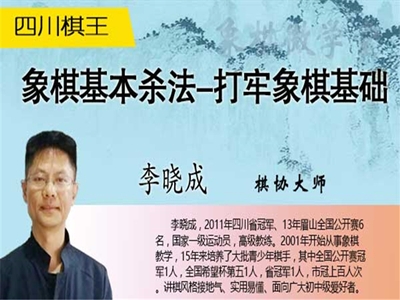 四川棋王
象棋微学堂
象棋基本杀法–打牢象棋基础
李晓成 棋协大师
李晓成，2011年四川省冠军、13年眉山全国公开赛6
名，国家一级运动员，高级教练。2001年开始从事象棋
教学，15年来培养了大批青少年棋手，其中全国公开赛冠
军1人，全国希望杯第五1人，省冠军1人，市冠上百人次
。讲棋风格接地气、实用易懂、面向广大初中级爱好者。